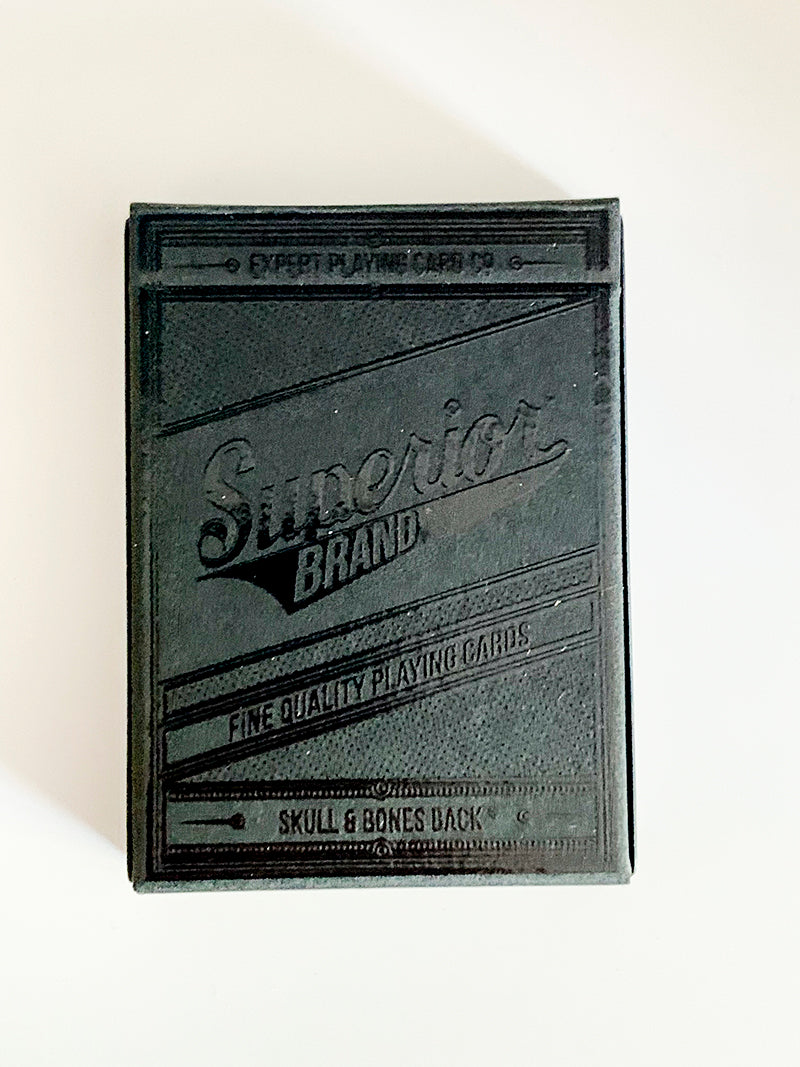 EXPERT PLAYING CARD CO
Superior
BRAND
FINE QUALITY PLAYING CARDS
SKULL & BONES BACK